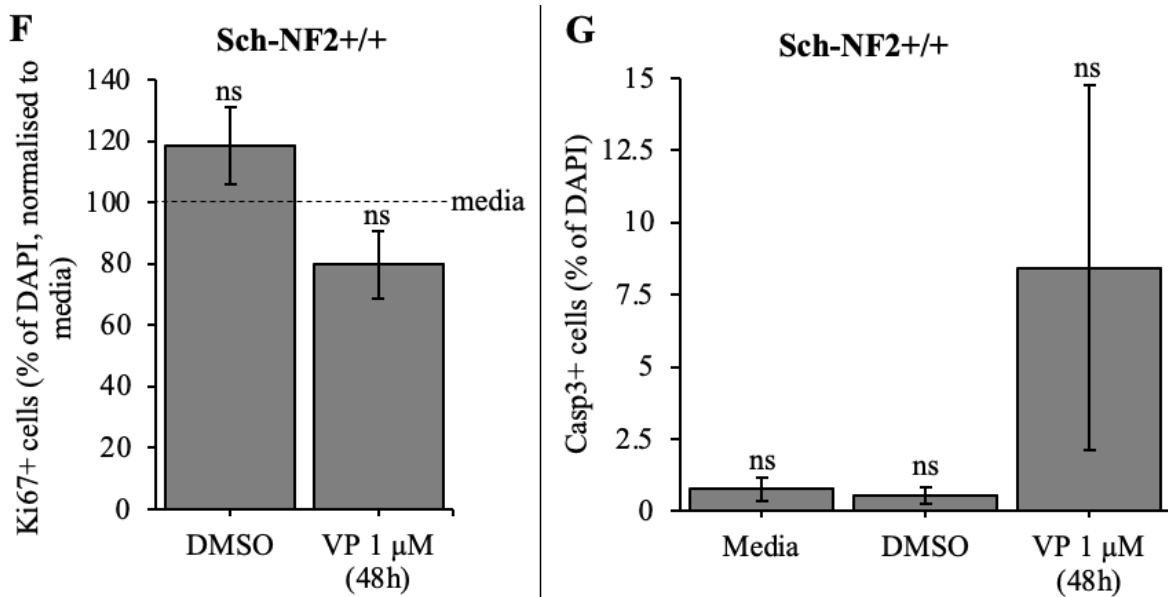 F
Sch-NF2+/+
Ki67+ cells (% of DAPI, normalised to
media)
140
120
100
80
60
40
20
0
ns
media
ns
DMSO
VP 1 μM
(48h)
G
Sch-NF2+/+
Casp3+ cells (% of DAPI)
15
12.5
10
7.5
5
2.5
0
ns
ns
ns
Media
DMSO
VP 1 μM
(48h)